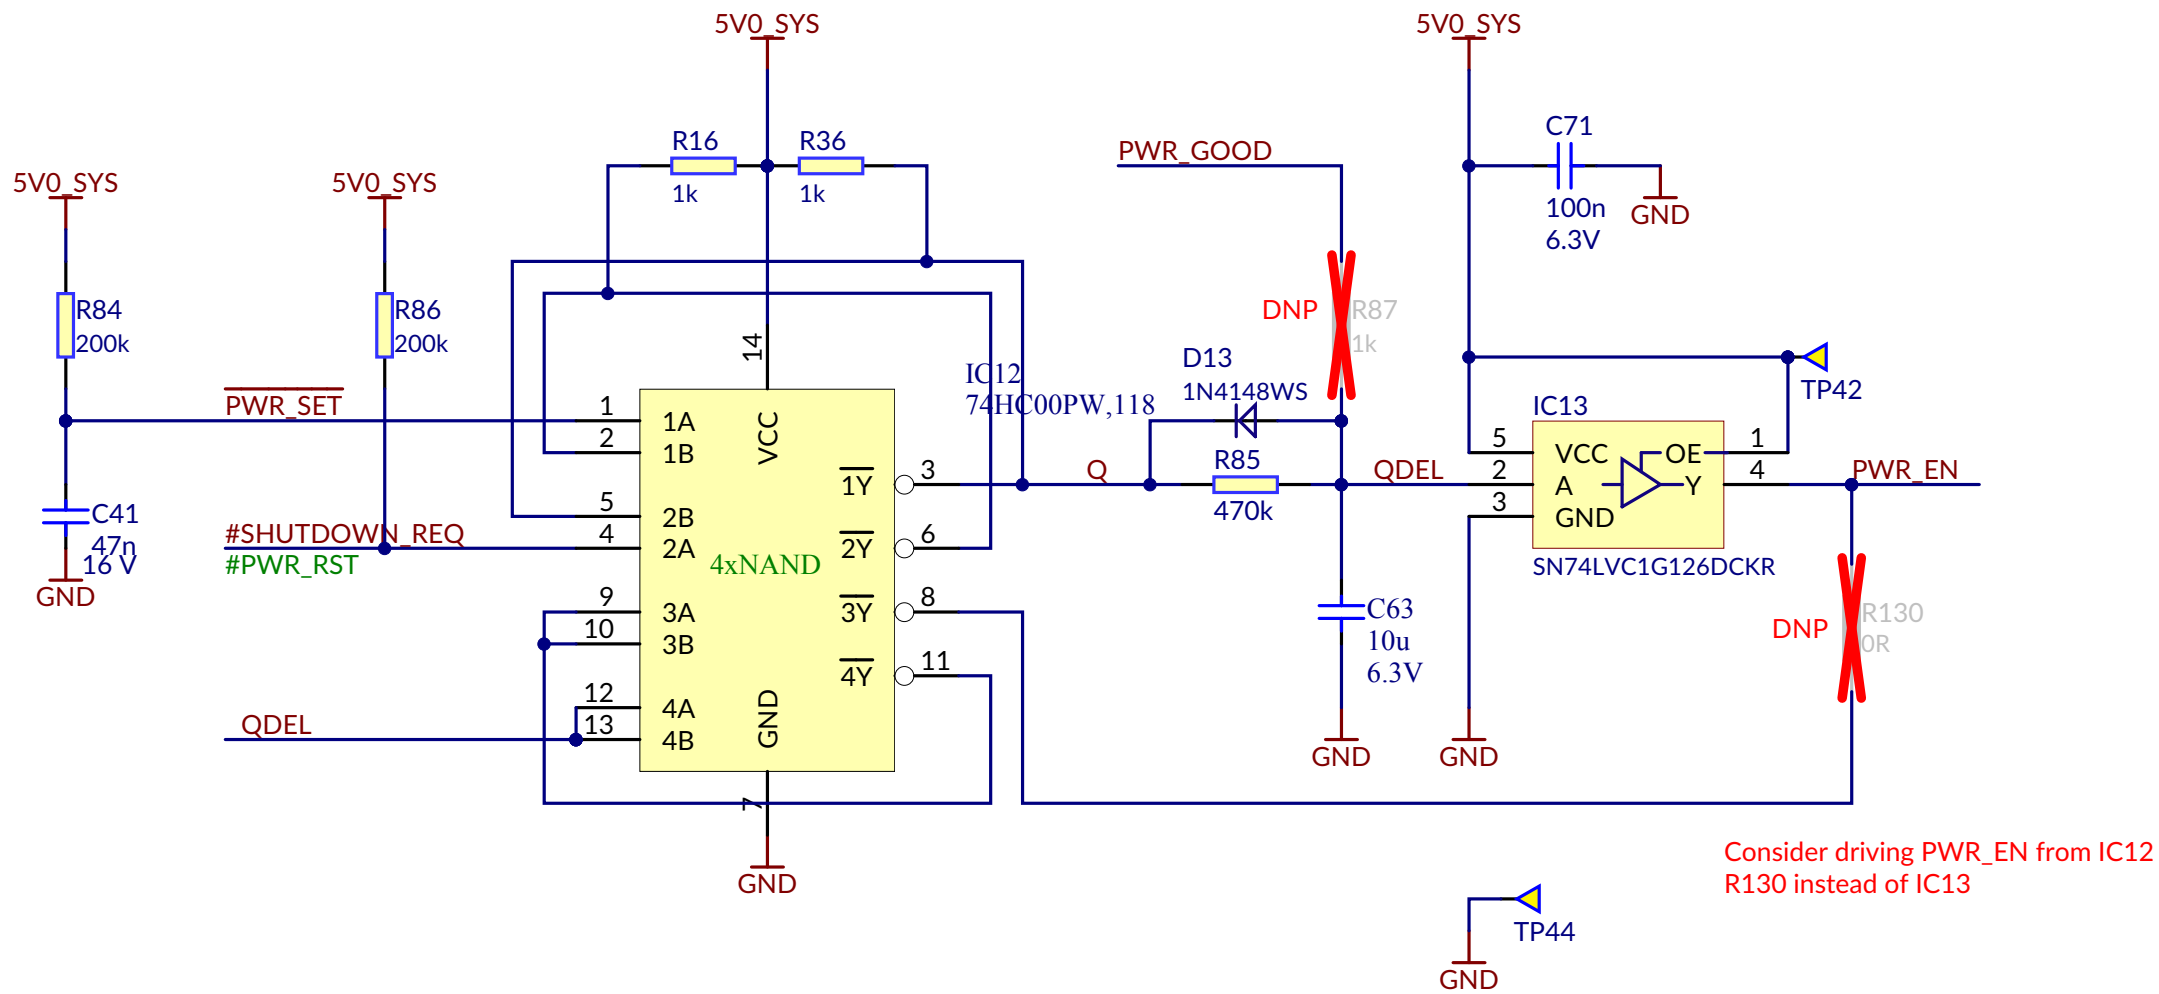 5V0_SYS
5V0_SYS
R16
R36
1k
1k
PWR_GOOD
C71
100n
6.3V
GND
5V0_SYS
5V0_SYS
R84
200k
R86
200k
DNP
R87
1k
14
D13
1N4148WS
IC12
74HC00PW,118
TP42
PWR_SET
IC13
1
1A
2
1B
VCC
3
1Y
Q
R85
470k
QDEL
5
VCC
OE
1
2
A
Y
4
PWR_EN
3
GND
SN74LVC1G126DCKR
C41
47n
16 V
GND
#SHUTDOWN_REQ
#PWR_RST
5
2B
4
2A
6
2Y
4xNAND
9
3A
10
3B
8
3Y
C63
10u
6.3V
DNP
R130
0R
11
4Y
12
4A
13
4B
GND
QDEL
GND
GND
7
GND
Consider driving PWR_EN from IC12
R130 instead of IC13
TP44
GND